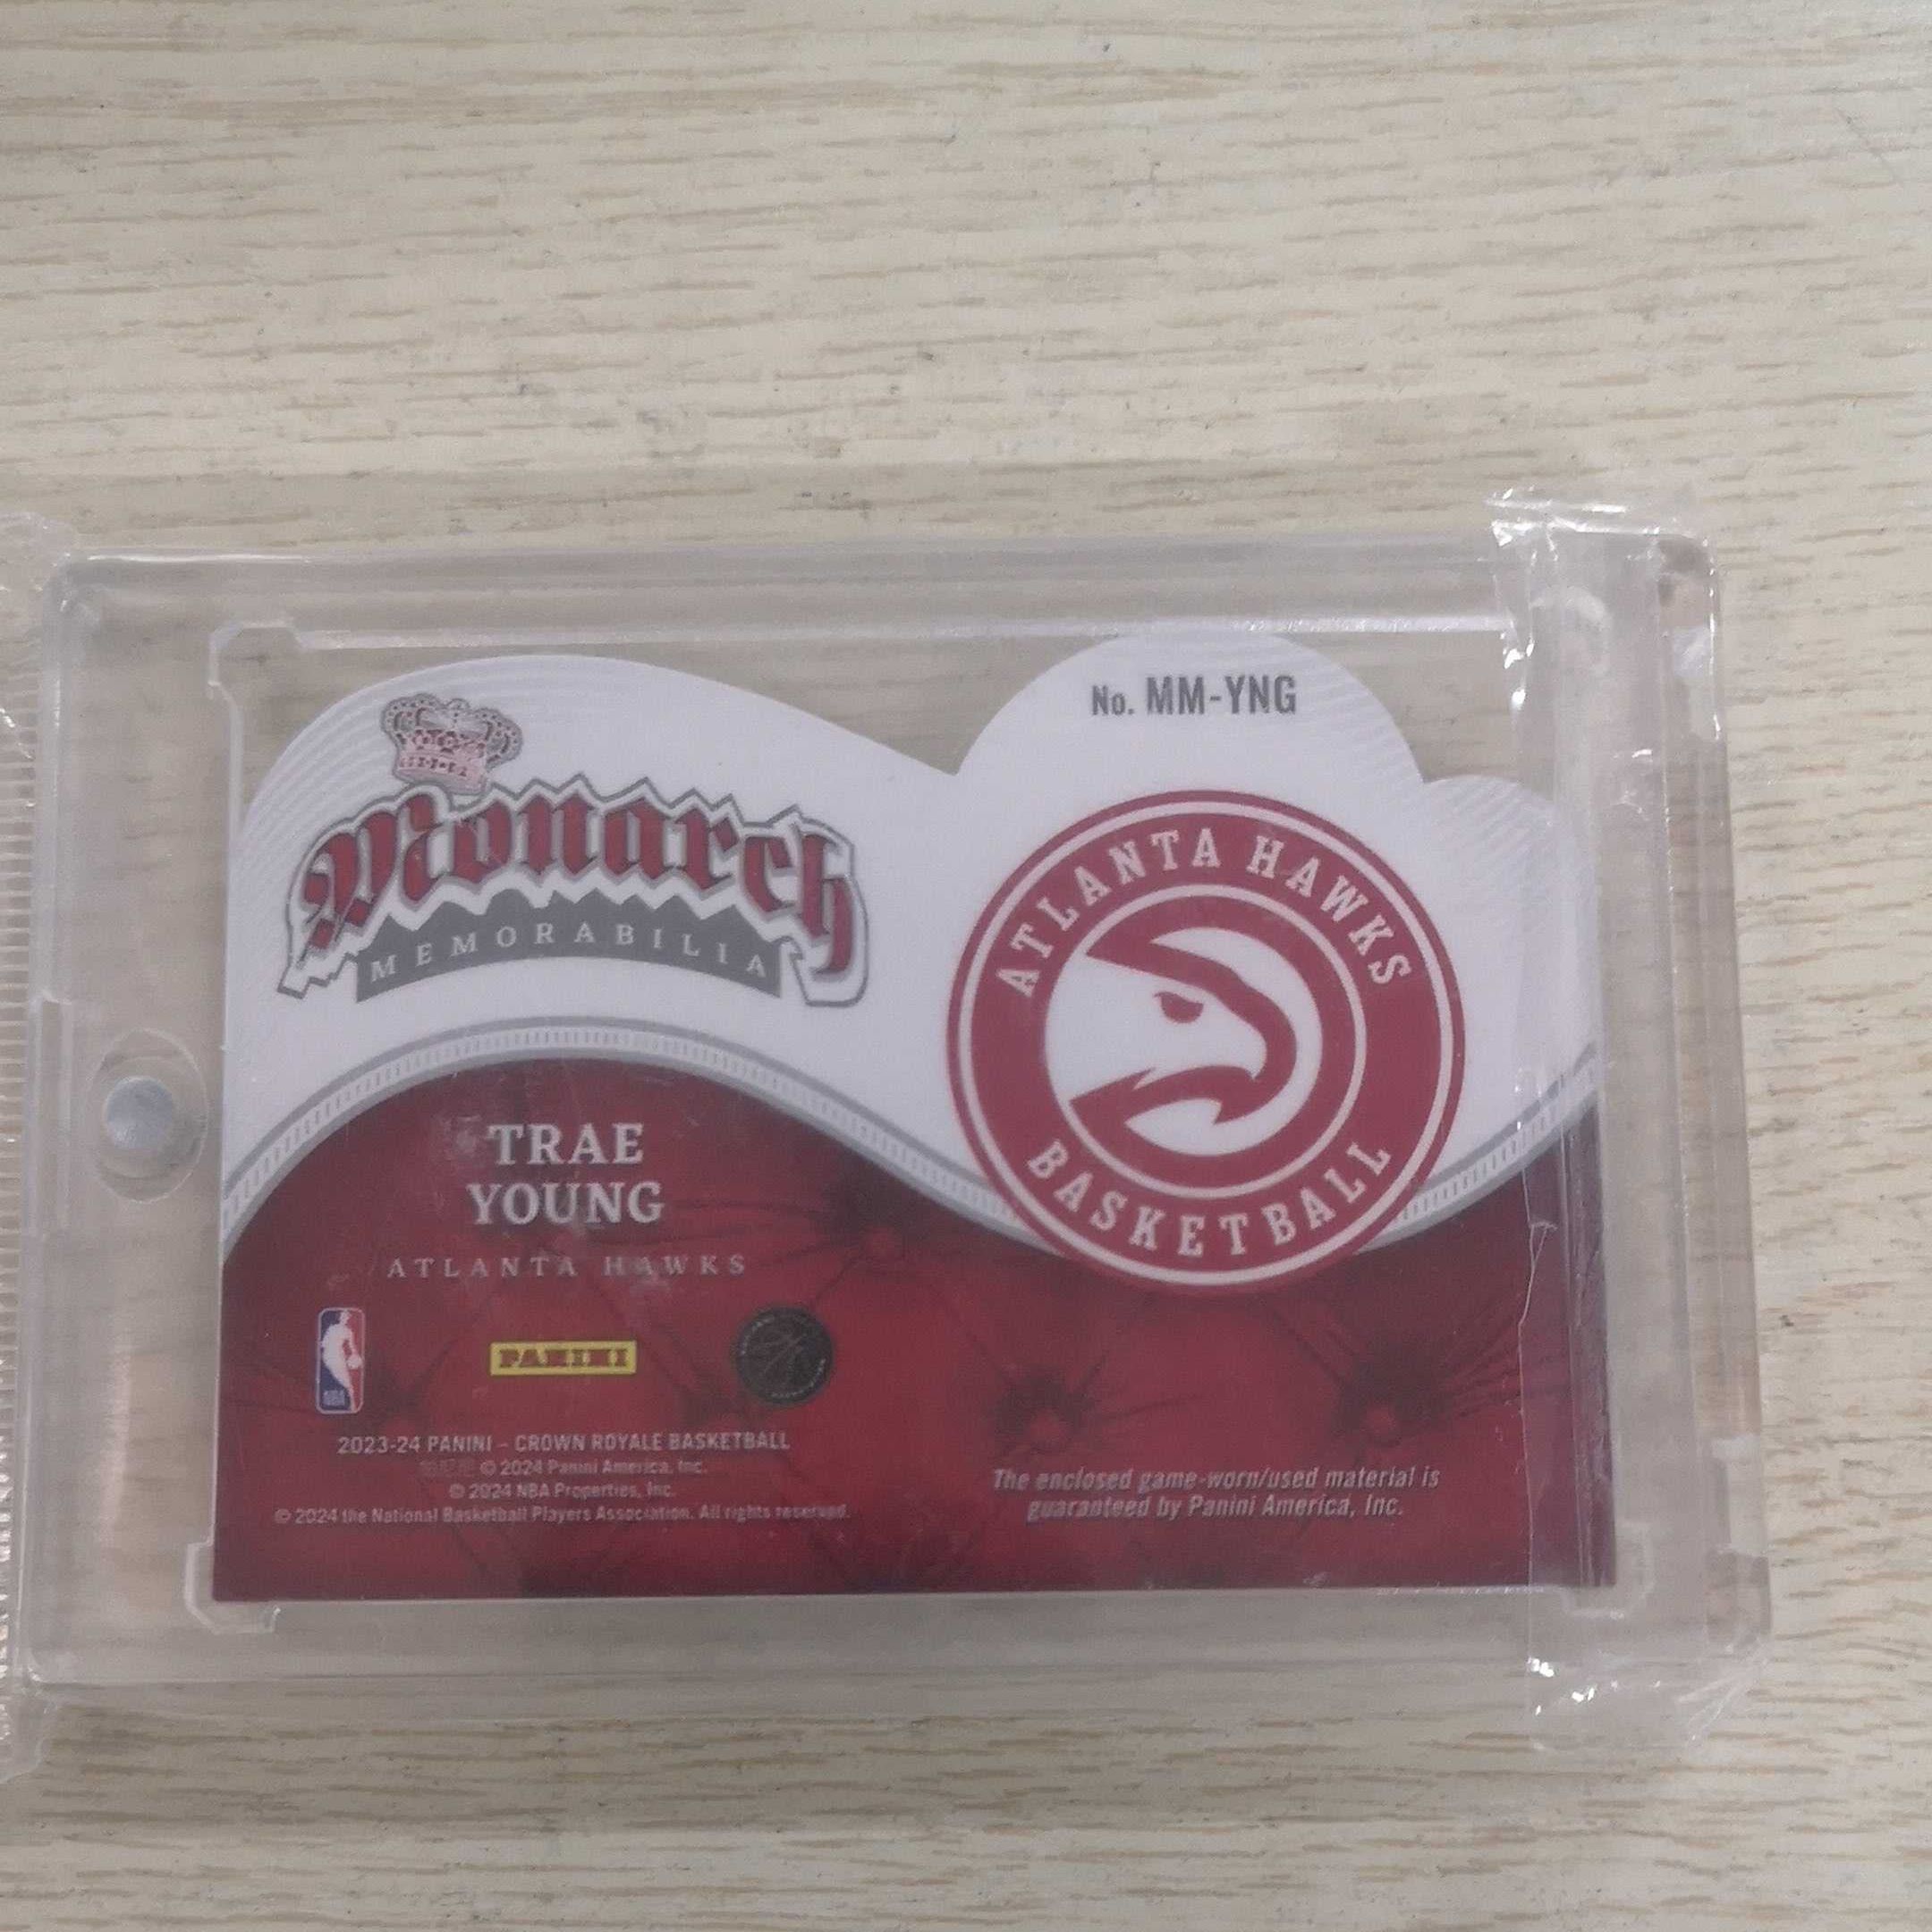 No. MM-YNG
Monarch
MEMORABILIA
ATLANTA HAWKS
BASKETBALL
TRAE
YOUNG
ATLANTA HAWKS
NBA
PANINI
2023-24 PANINI – CROWN ROYALE BASKETBALL
© 2024 Panini America, Inc.
© 2024 NBA Properties, Inc.
© 2024 the National Basketball Players Association. All rights reserved.
The enclosed game-worn/used material is
guaranteed by Panini America, Inc.